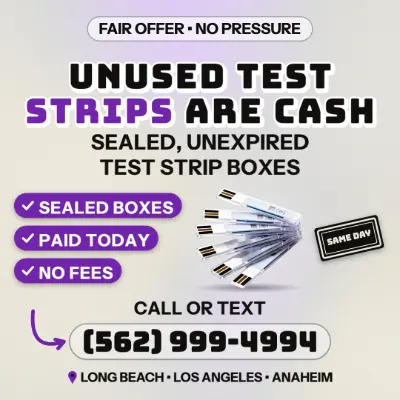 FAIR OFFER • NO PRESSURE
UNUSED TEST
STRIPS ARE CASH
SEALED, UNEXPIRED
TEST STRIP BOXES
SEALED BOXES
PAID TODAY
NO FEES
SAME DAY
CALL OR TEXT
(562) 999-4994
LONG BEACH • LOS ANGELES • ANAHEIM